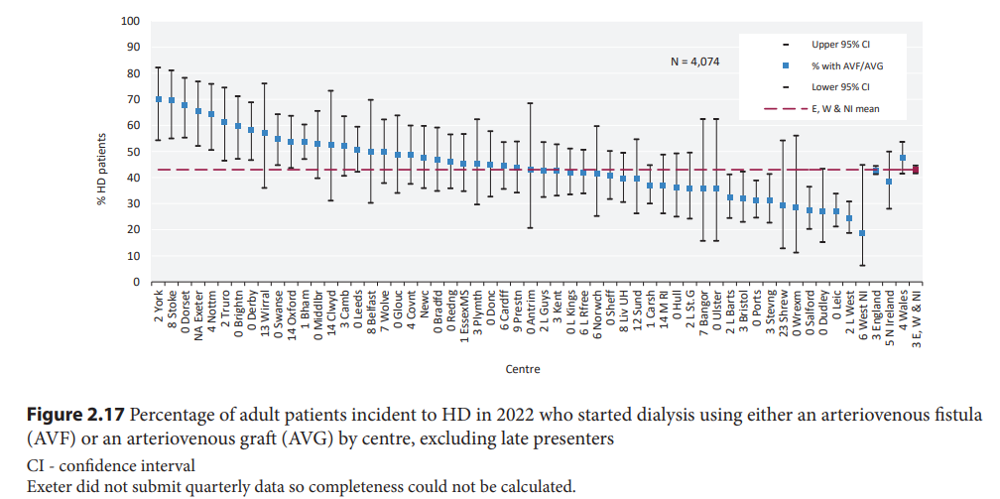 100
90
80
70
60
50
40
30
20
10
0
% HD patients
N = 4,074
Upper 95% CI
% with AVF/AVG
Lower 95% CI
E, W & NI mean
2 York
8 Stoke
0 Dorset
NA Exeter
4 Nottm
2 Truro
0 Brightn
0 Derby
13 Wirral
0 Swanse
14 Oxford
1 Bham
0 Middlbr
14 Clwyd
3 Camb
0 Leeds
8 Belfast
7 Wolve
0 Glouc
4 Covnt
Newc
0 Bradfd
0 Redng
1 EssexMS
3 Plymth
0 Donc
6 Cardff
9 Prestn
0 Antrim
2 L Guys
3 Kent
0 L Kings
6 L Rfree
6 Norwch
0 Sheff
8 Liv UH
12 Sund
1 Carsh
14 M RI
0 Hull
2 L St.G
7 Bangor
0 Ulster
2 L Barts
3 Bristol
0 Ports
3 Stevng
23 Shrew
0 Wrexm
0 Salford
0 Dudley
0 Leic
2 L West
6 West NI
3 England
5 N Ireland
4 Wales
3 E, W & NI
Centre
Figure 2.17 Percentage of adult patients incident to HD in 2022 who started dialysis using either an arteriovenous fistula
(AVF) or an arteriovenous graft (AVG) by centre, excluding late presenters
CI - confidence interval
Exeter did not submit quarterly data so completeness could not be calculated.